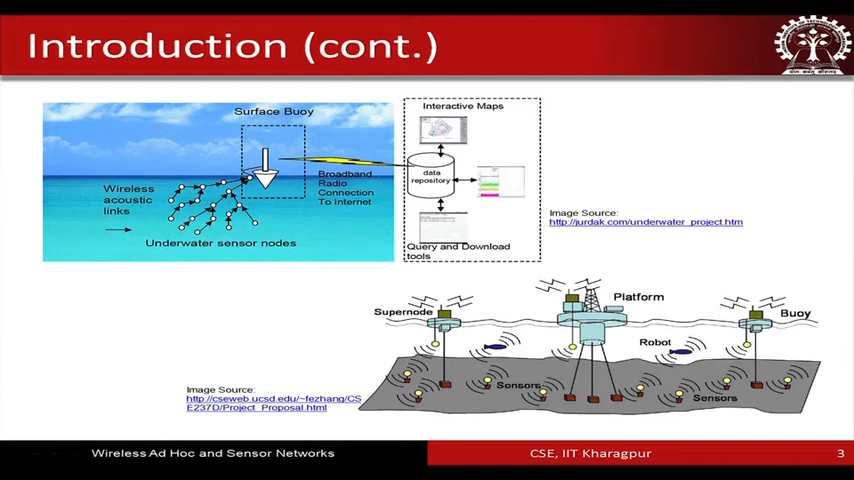 Introduction (cont.)
Surface Buoy
Wireless
acoustic
links
Underwater sensor nodes
Broadband
Radio
Connection
To Internet
Interactive Maps
data
repository
Query and Download
tools
Image Source:
http://jurdak.com/underwater_project.htm
Supernode
Platform
Buoy
Robot
Sensors
Sensors
Image Source:
http://cseweb.ucsd.edu/~fezhang/CS
E237D/Project_Proposal.html
Wireless Ad Hoc and Sensor Networks
CSE, IIT Kharagpur
3